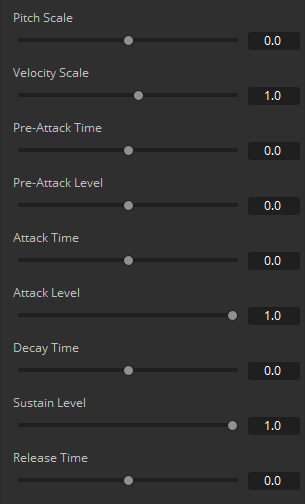 Pitch Scale
0.0
Velocity Scale
1.0
Pre-Attack Time
0.0
Pre-Attack Level
0.0
Attack Time
0.0
Attack Level
1.0
Decay Time
0.0
Sustain Level
1.0
Release Time
0.0